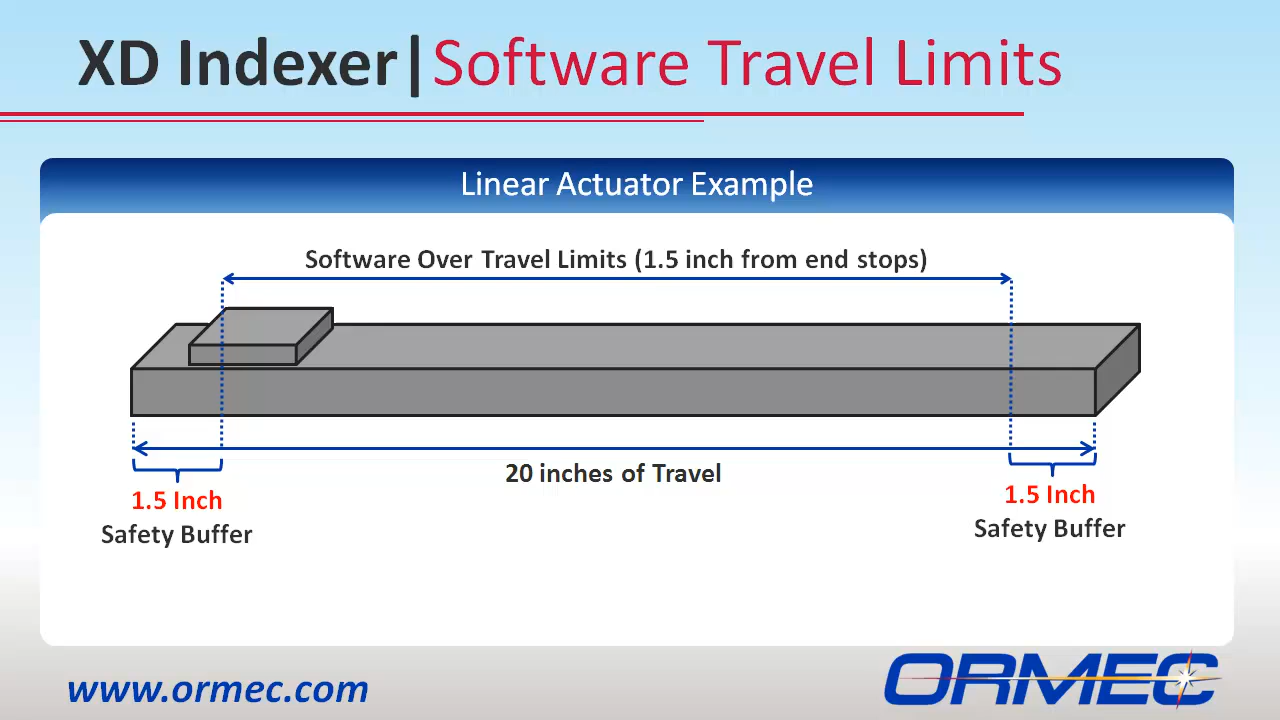 XD Indexer|Software Travel Limits
Linear Actuator Example
Software Over Travel Limits (1.5 inch from end stops)
20 inches of Travel
1.5 Inch
Safety Buffer
1.5 Inch
Safety Buffer
www.ormec.com
ORMEC